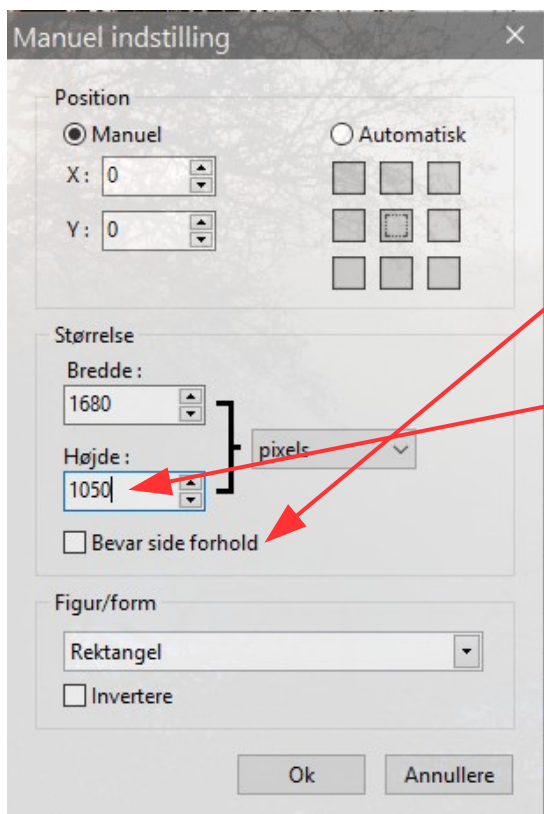 Manuel indstilling
Position
Manuel
Automatisk
X: 0
Y: 0
Størrelse
Bredde:
1680
Højde:
1050
pixels
Bevar side forhold
Figur/form
Rektangel
Invertere
Ok Annullere